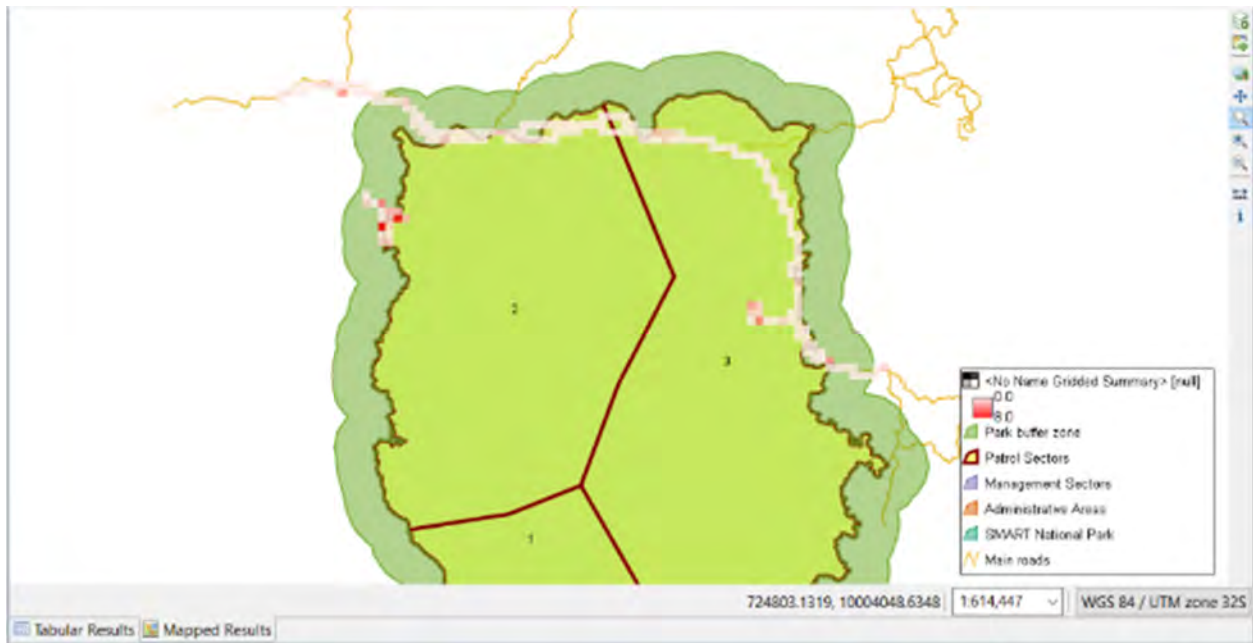 2
3
1
<No Name Gridded Summary> [null]
0.0
8.0
Park buffer zone
Patrol Sectors
Management Sectors
Administrative Areas
SMART National Park
Main roads
724803.1319, 10004048.6348
1:614,447
WGS 84 / UTM zone 32S
Tabular Results
Mapped Results